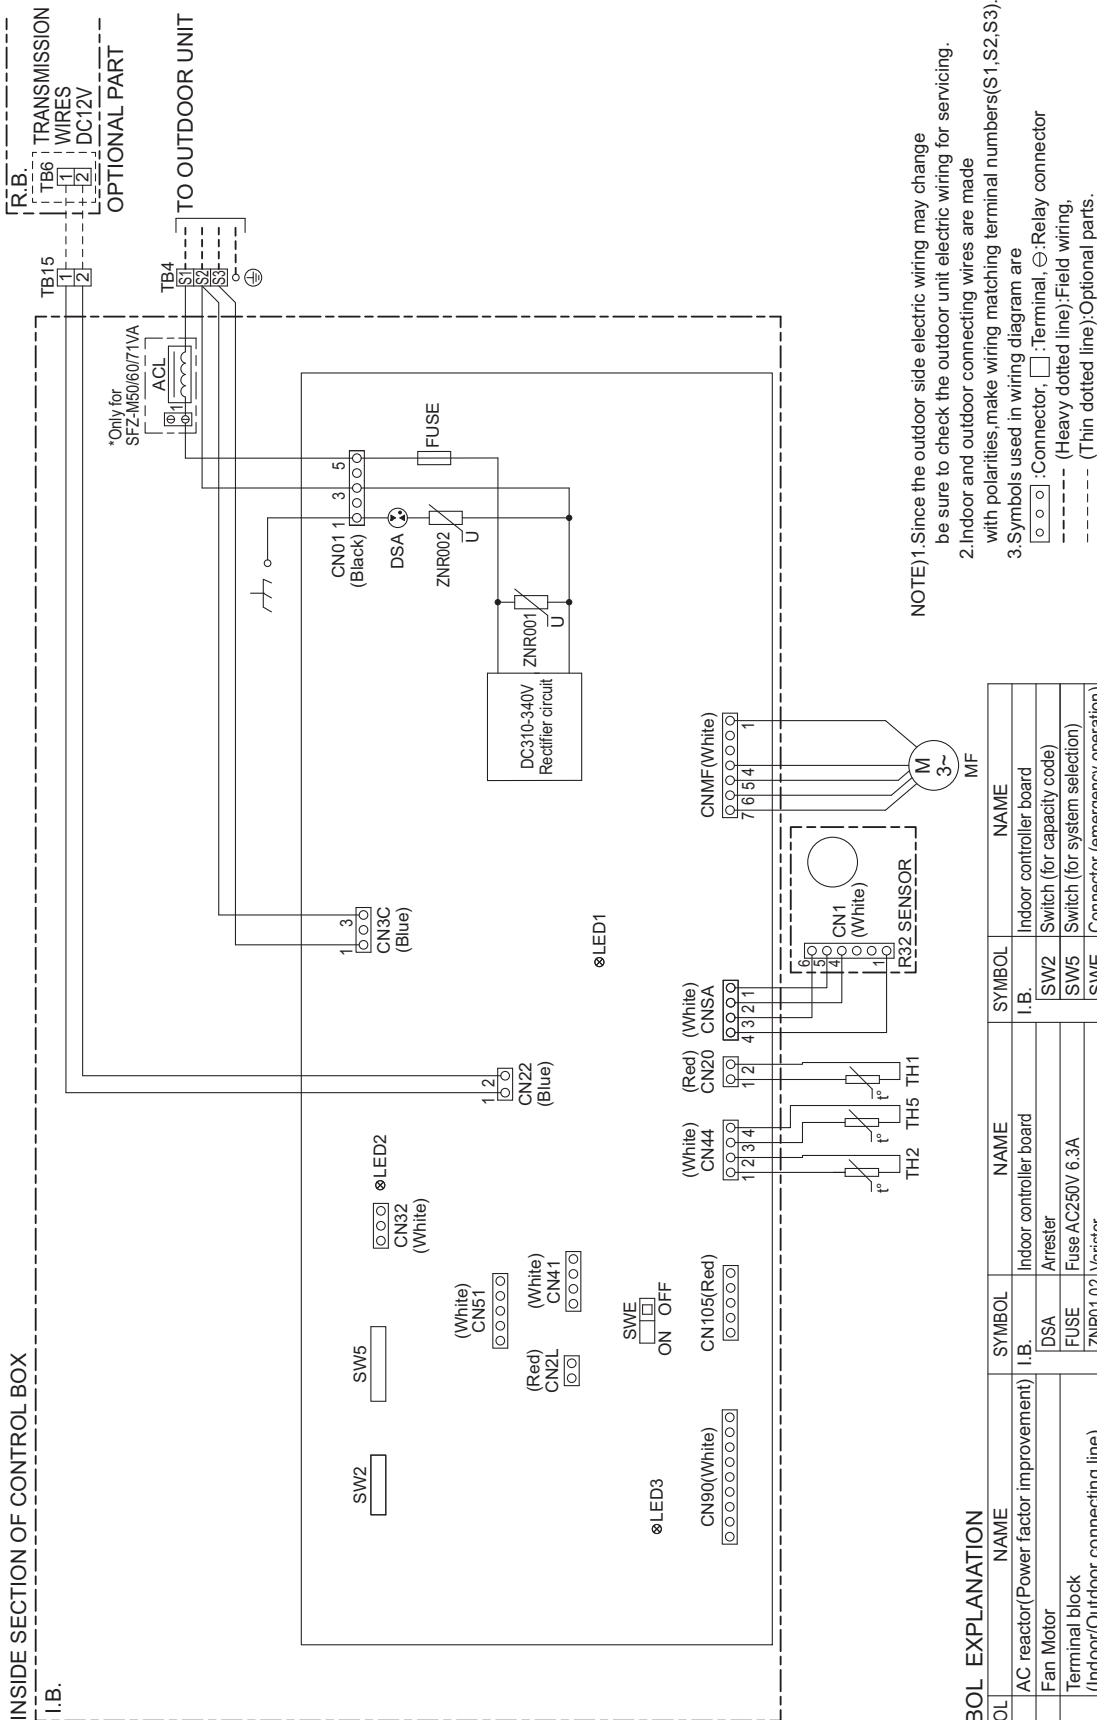 INSIDE SECTION OF CONTROL BOX
I.B.
R.B.
TB6
1
2
TRANSMISSION
WIRES
DC12V
OPTIONAL PART
TB15
1
2
TO OUTDOOR UNIT
TB4
S1
S2
S3
*Only for
SFZ-M50/60/71VA
ACL
1
FUSE
5
3
1
CN01
(Black)
DSA
ZNR002
U
ZNR001
U
DC310-340V
Rectifier circuit
1 3
CN3C
(Blue)
1 2
CN22
(Blue)
LED1
LED2
CN32
(White)
SW5
SW2
(White)
CN51
(White)
CN41
(Red)
CN2L
SWE
ON OFF
CN105(Red)
LED3
CN90(White)
(White)
CN44
1 2 3 4
(Red)
CN20
1 2
(White)
CNSA
4 3 2 1
CNMF(White)
7 6 5 4 1
M
3~
MF
CN1
(White)
6
5
4
1
R32 SENSOR
t°
TH2
t°
TH5
t°
TH1
NOTE)1.Since the outdoor side electric wiring may change
be sure to check the outdoor unit electric wiring for servicing.
2.Indoor and outdoor connecting wires are made
with polarities,make wiring matching terminal numbers(S1,S2,S3).
3.Symbols used in wiring diagram are
:Connector, :Terminal, :Relay connector
(Heavy dotted line):Field wiring,
(Thin dotted line):Optional parts.
BOL EXPLANATION
OL NAME SYMBOL NAME SYMBOL NAME
AC reactor(Power factor improvement) I.B. Indoor controller board I.B. Indoor controller board
Fan Motor DSA Arrester SW2 Switch (for capacity code)
Terminal block FUSE Fuse AC250V 6.3A SW5 Switch (for system selection)
(Indoor/Outdoor connecting line) ZNR01,02 Varistor SWE Connector (emergency operation)